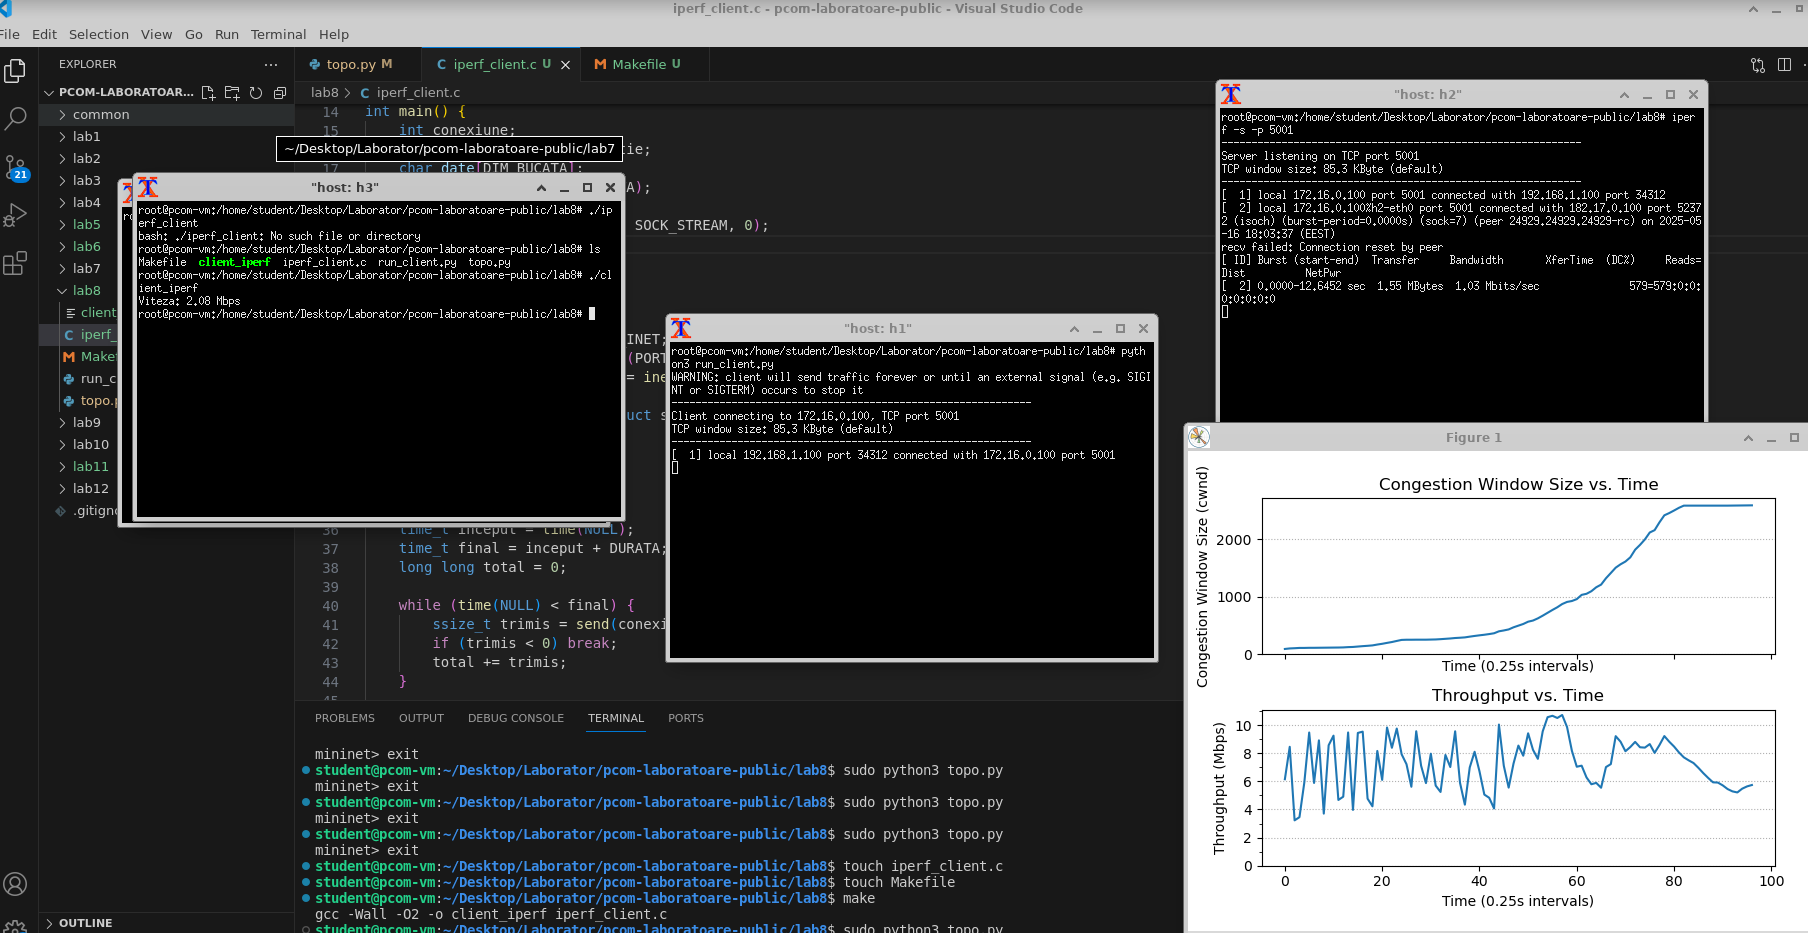 iperf_client.c - pcom-laboratoare-public - Visual Studio Code
File Edit Selection View Go Run Terminal Help
EXPLORER
PCOM-LABORATOAR...
common
lab1
lab2
lab3
lab4
lab5
lab6
lab7
lab8
client
iperf_
Make
run_c
topo.p
lab9
lab10
lab11
lab12
.gitign
OUTLINE
21
topo.py M
iperf_client.c U
Makefile U
lab8 > C iperf_client.c
14 int main() {
15 int conexiune;
tie;
17 char date[DIM_BUCATA];
A);
SOCK_STREAM, 0);
INET;
(PORT
= ine
uct s
36 time_t inceput = time(NULL);
37 time_t final = inceput + DURATA;
38 long long total = 0;
39
40 while (time(NULL) < final) {
41 ssize_t trimis = send(conexi
42 if (trimis < 0) break;
43 total += trimis;
44 }
45
~/Desktop/Laborator/pcom-laboratoare-public/lab7
"host: h3"
root@pcom-vm:/home/student/Desktop/Laborator/pcom-laboratoare-public/lab8# ./ip
erf_client
bash: ./iperf_client: No such file or directory
root@pcom-vm:/home/student/Desktop/Laborator/pcom-laboratoare-public/lab8# ls
Makefile client_iperf iperf_client.c run_client.py topo.py
root@pcom-vm:/home/student/Desktop/Laborator/pcom-laboratoare-public/lab8# ./cl
ient_iperf
Viteza: 2.08 Mbps
root@pcom-vm:/home/student/Desktop/Laborator/pcom-laboratoare-public/lab8#
"host: h1"
root@pcom-vm:/home/student/Desktop/Laborator/pcom-laboratoare-public/lab8# pyth
on3 run_client.py
WARNING: client will send traffic forever or until an external signal (e.g. SIGI
NT or SIGTERM) occurs to stop it
------------------------------------------------------------
Client connecting to 172.16.0.100, TCP port 5001
TCP window size: 85.3 KByte (default)
------------------------------------------------------------
[ 1] local 192.168.1.100 port 34312 connected with 172.16.0.100 port 5001
"host: h2"
root@pcom-vm:/home/student/Desktop/Laborator/pcom-laboratoare-public/lab8# iper
f -s -p 5001
------------------------------------------------------------
Server listening on TCP port 5001
TCP window size: 85.3 KByte (default)
------------------------------------------------------------
[ 1] local 172.16.0.100 port 5001 connected with 192.168.1.100 port 34312
[ 2] local 172.16.0.100%h2-eth0 port 5001 connected with 182.17.0.100 port 5237
2 (isoch) (burst-period=0.0000s) (sock=7) (peer 24929.24929.24929-rc) on 2025-05
-16 18:03:37 (EEST)
recv failed: Connection reset by peer
[ ID] Burst (start-end) Transfer Bandwidth XferTime (DC%) Reads=
Dist NetPwr
[ 2] 0.0000-12.6452 sec 1.55 MBytes 1.03 Mbits/sec 579=579:0:0:
0:0:0:0:0
PROBLEMS OUTPUT DEBUG CONSOLE TERMINAL PORTS
mininet> exit
student@pcom-vm:~/Desktop/Laborator/pcom-laboratoare-public/lab8$ sudo python3 topo.py
mininet> exit
student@pcom-vm:~/Desktop/Laborator/pcom-laboratoare-public/lab8$ sudo python3 topo.py
mininet> exit
student@pcom-vm:~/Desktop/Laborator/pcom-laboratoare-public/lab8$ sudo python3 topo.py
mininet> exit
student@pcom-vm:~/Desktop/Laborator/pcom-laboratoare-public/lab8$ touch iperf_client.c
student@pcom-vm:~/Desktop/Laborator/pcom-laboratoare-public/lab8$ touch Makefile
student@pcom-vm:~/Desktop/Laborator/pcom-laboratoare-public/lab8$ make
gcc -Wall -O2 -o client_iperf iperf_client.c
student@pcom-vm:~/Desktop/Laborator/pcom-laboratoare-public/lab8$ sudo python3 topo.py
Figure 1
Congestion Window Size vs. Time
Congestion Window Size (cwnd)
2000
1000
0
Time (0.25s intervals)
Throughput vs. Time
Throughput (Mbps)
10
8
6
4
2
0
0 20 40 60 80 100
Time (0.25s intervals)